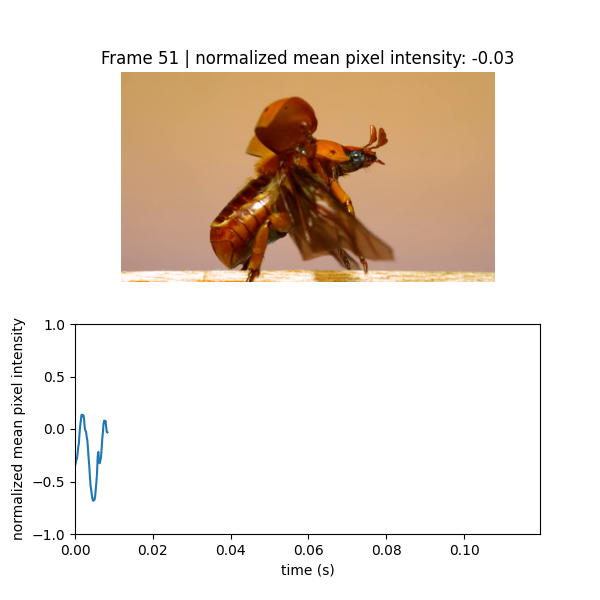 Frame 51 | normalized mean pixel intensity: -0.03
normalized mean pixel intensity
1.0
0.5
0.0
−0.5
−1.0
0.00 0.02 0.04 0.06 0.08 0.10
time (s)